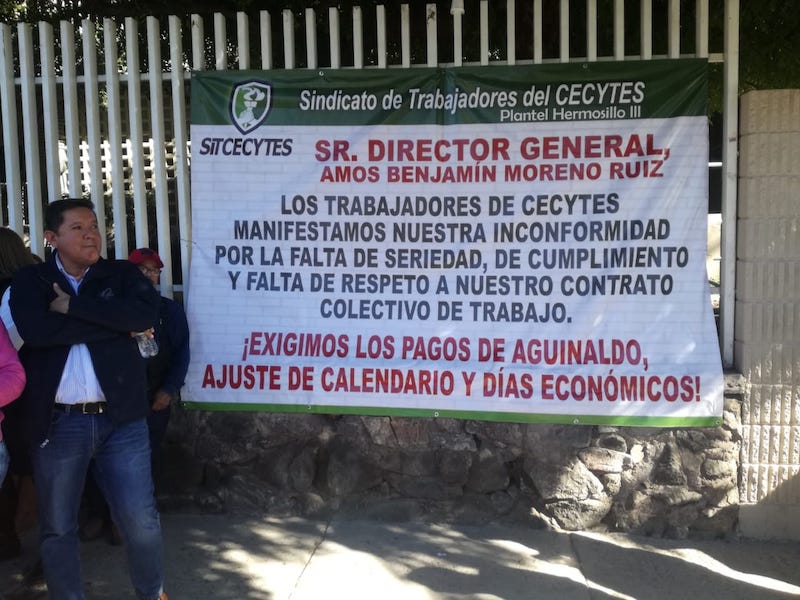 Sindicato de Trabajadores del CECYTES
Plantel Hermosillo III
SITCECYTES
SR. DIRECTOR GENERAL,
AMOS BENJAMÍN MORENO RUIZ
LOS TRABAJADORES DE CECYTES
MANIFESTAMOS NUESTRA INCONFORMIDAD
POR LA FALTA DE SERIEDAD, DE CUMPLIMIENTO
Y FALTA DE RESPETO A NUESTRO CONTRATO
COLECTIVO DE TRABAJO.
¡EXIGIMOS LOS PAGOS DE AGUINALDO,
AJUSTE DE CALENDARIO Y DÍAS ECONÓMICOS!